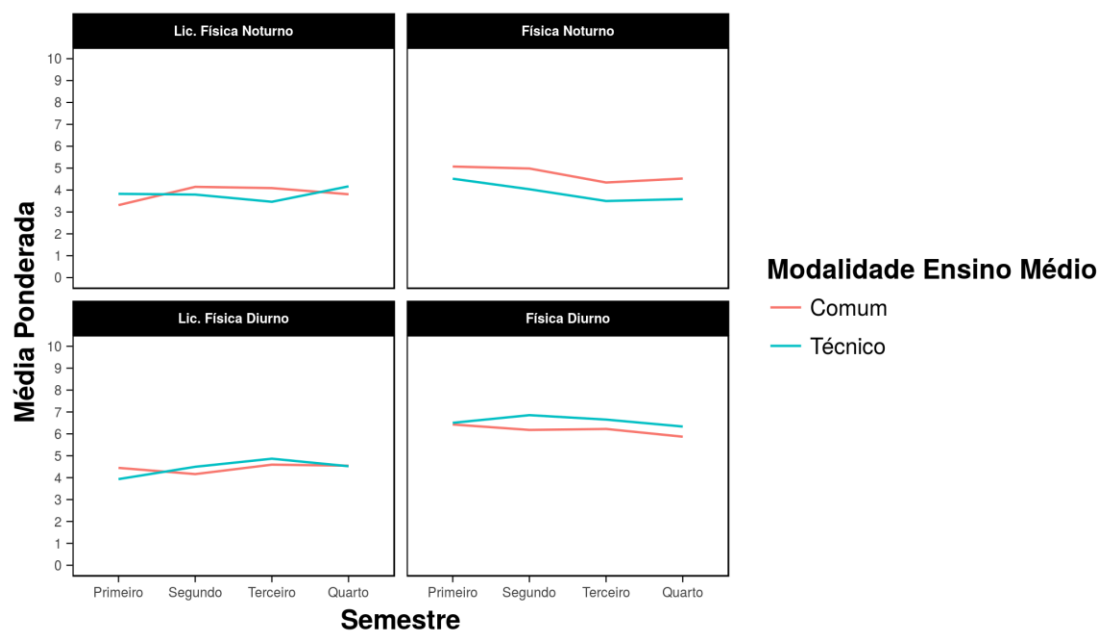 Lic. Física Noturno
Física Noturno
10
9
8
7
6
5
4
3
2
1
0
Lic. Física Diurno
Física Diurno
10
9
8
7
6
5
4
3
2
1
0
Primeiro Segundo Terceiro Quarto
Primeiro Segundo Terceiro Quarto
Média Ponderada
Semestre
Modalidade Ensino Médio
Comum
Técnico